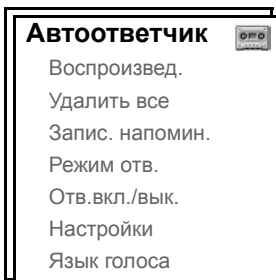 Автоответчик
Воспроизвед.
Удалить все
Запис. напомин.
Режим отв.
Отв.вкл./вык.
Настройки
Язык голоса